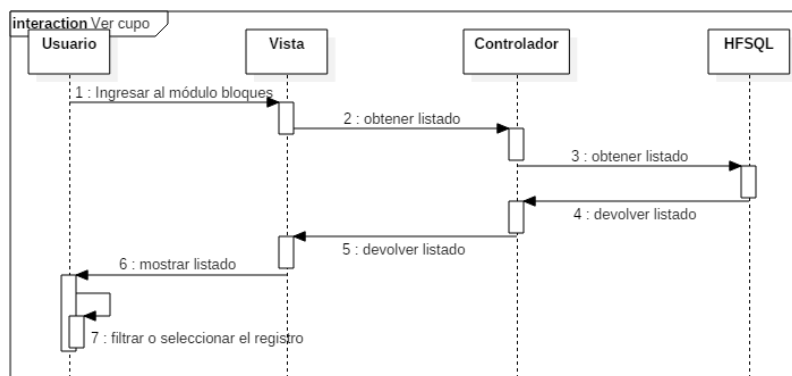 interaction Ver cupo
Usuario
Vista
Controlador
HFSQL
1 : Ingresar al módulo bloques
2 : obtener listado
3 : obtener listado
4 : devolver listado
5 : devolver listado
6 : mostrar listado
7 : filtrar o seleccionar el registro